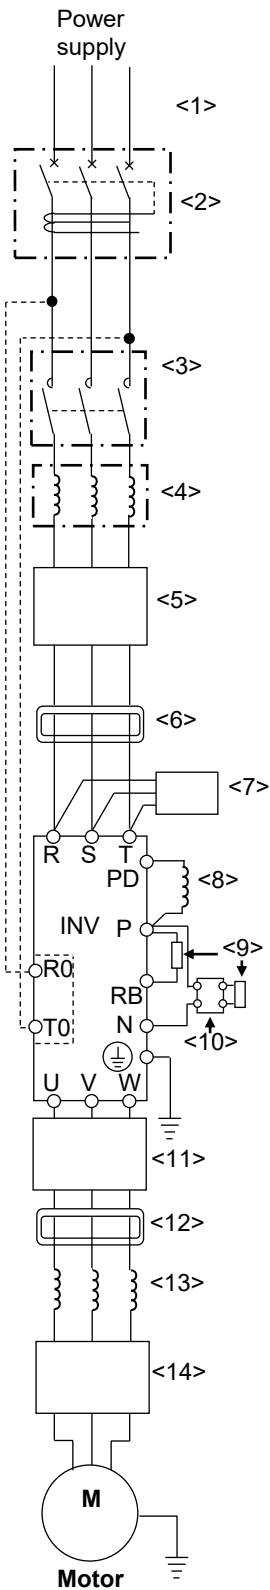 Power
supply
<1>
<2>
<3>
<4>
<5>
<6>
<7>
R S T
PD
<8>
INV P
<9>
R0
RB
<10>
T0 N
U V W
<11>
<12>
<13>
<14>
M
Motor